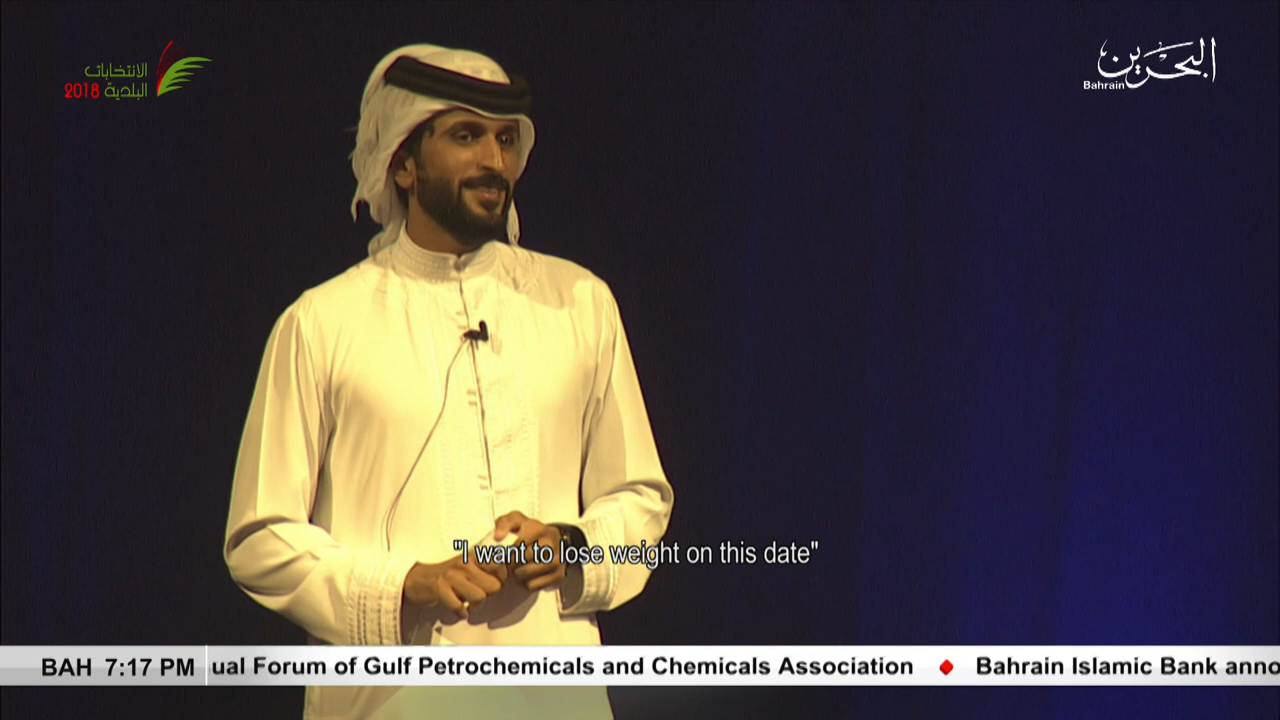 الانتخابات
البلدية 2018
البحرين
Bahrain
"I want to lose weight on this date"
BAH 7:17 PM
ual Forum of Gulf Petrochemicals and Chemicals Association
Bahrain Islamic Bank anno